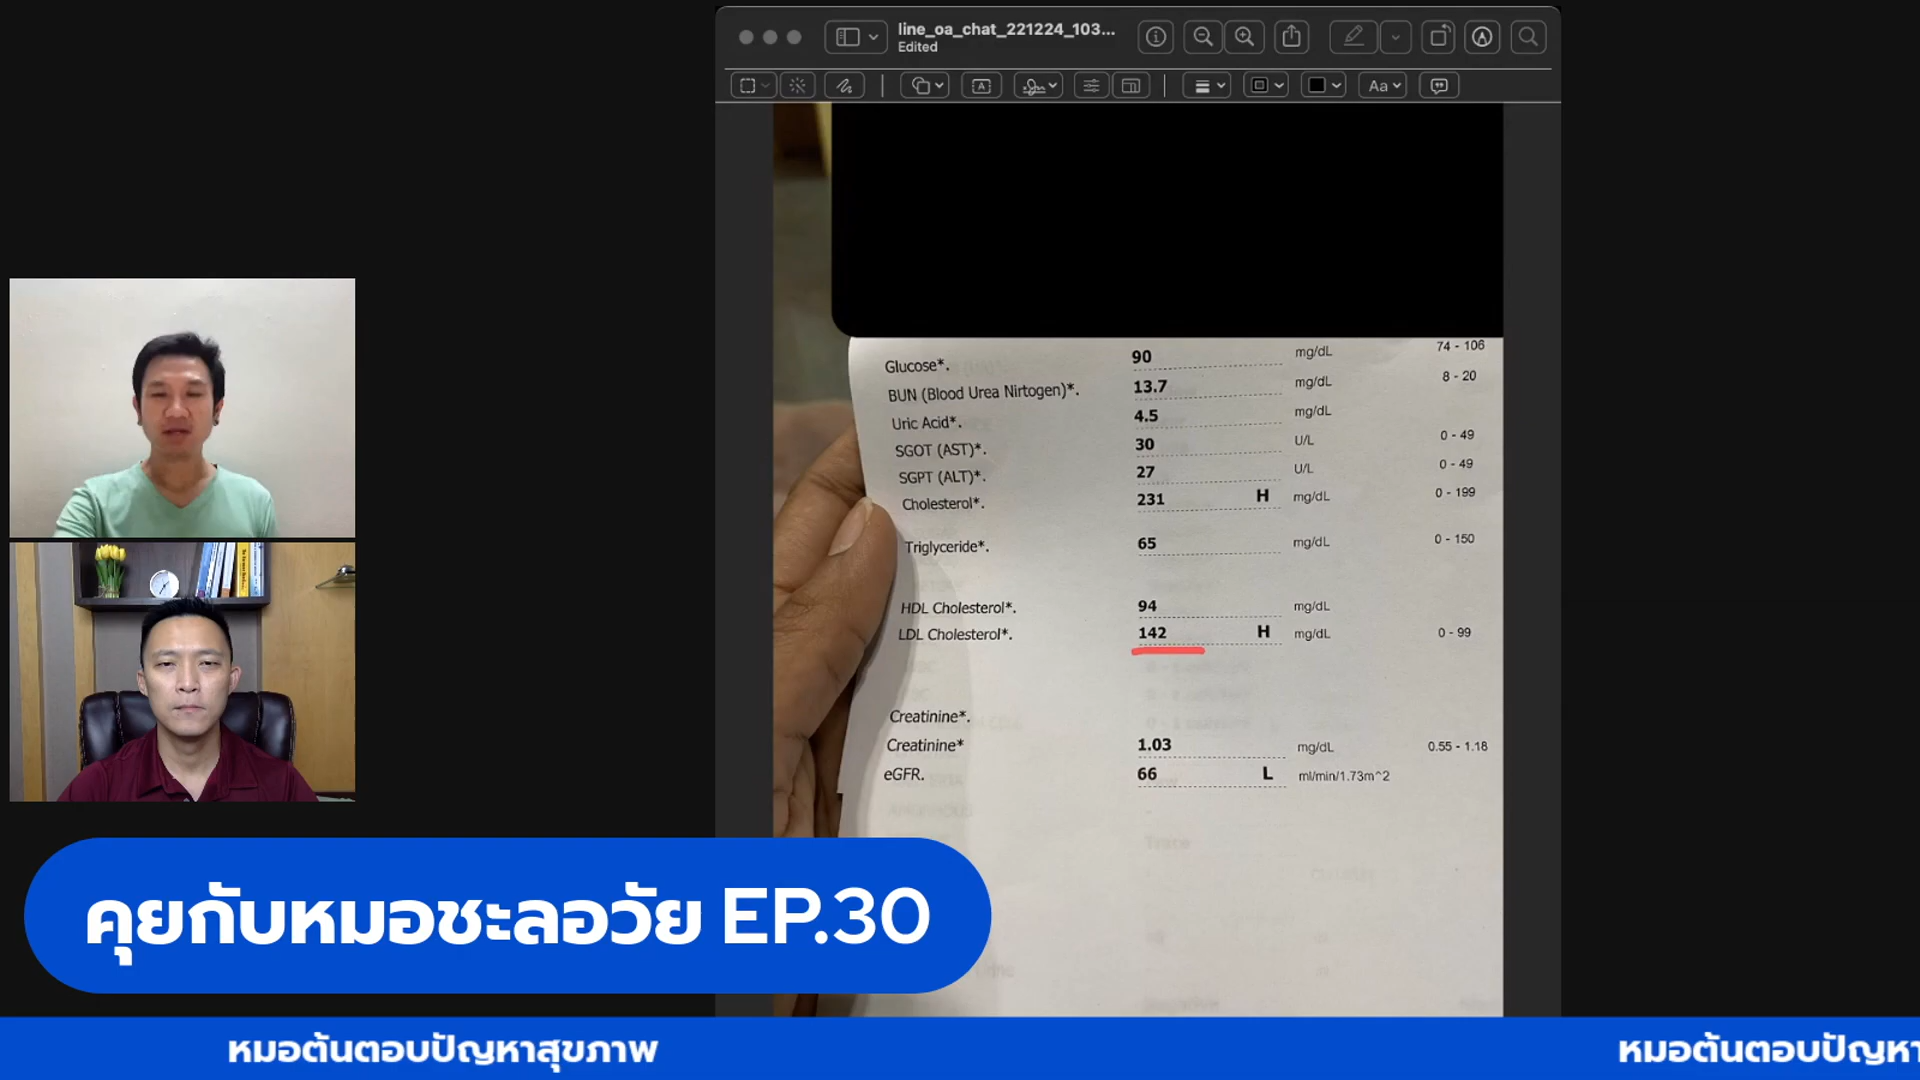 line_oa_chat_221224_103...
Edited
Aa
Glucose*. 90 mg/dL 74 - 106
BUN (Blood Urea Nirtogen)*. 13.7 mg/dL 8 - 20
Uric Acid*. 4.5 mg/dL
SGOT (AST)*. 30 U/L 0 - 49
SGPT (ALT)*. 27 U/L 0 - 49
Cholesterol*. 231 H mg/dL 0 - 199
Triglyceride*. 65 mg/dL 0 - 150
HDL Cholesterol*. 94 mg/dL
LDL Cholesterol*. 142 H mg/dL 0 - 99
Creatinine*.
Creatinine* 1.03 mg/dL 0.55 - 1.18
eGFR. 66 L ml/min/1.73m^2
Trace
คุยกับหมอชะลอวัย EP.30
หมอต้นตอบปัญหาสุขภาพ
หมอต้นตอบปัญหา